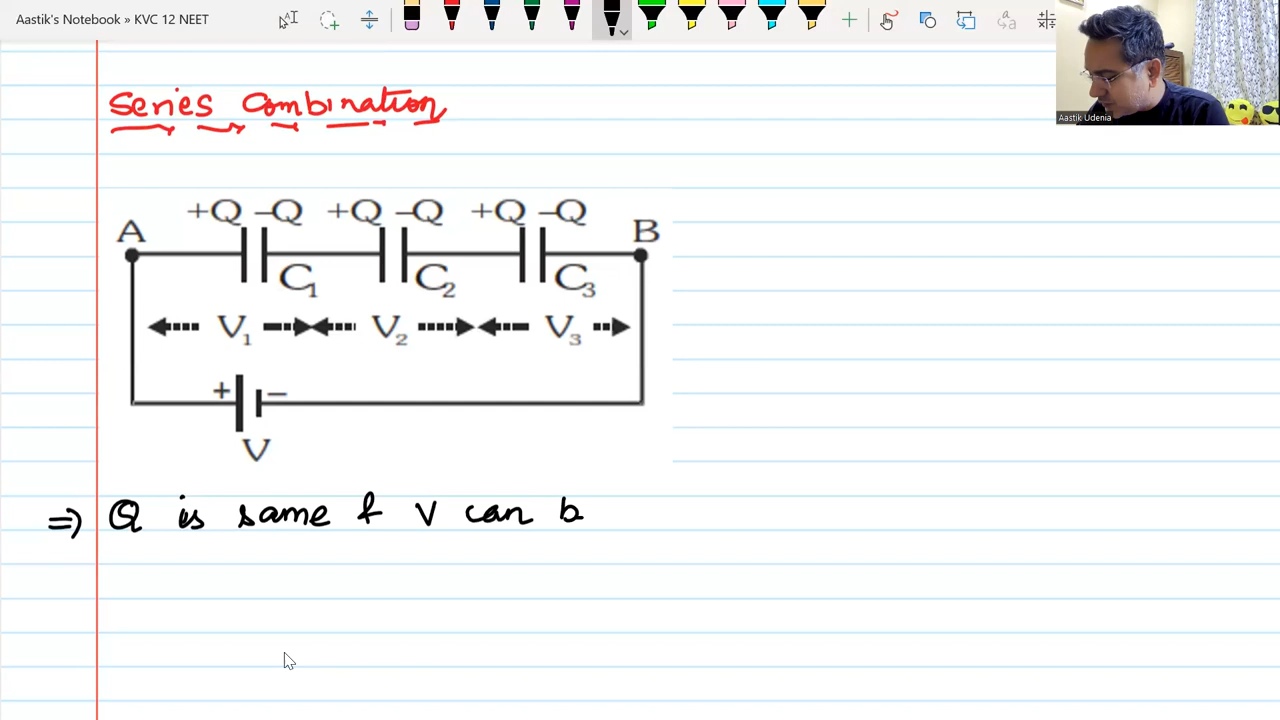 Aastik's Notebook » KVC 12 NEET
Aastik Udenia
Series Combination
+Q –Q +Q –Q +Q –Q
A B
C1 C2 C3
V1 V2 V3
+ –
V
⇒ Q is same & V can b